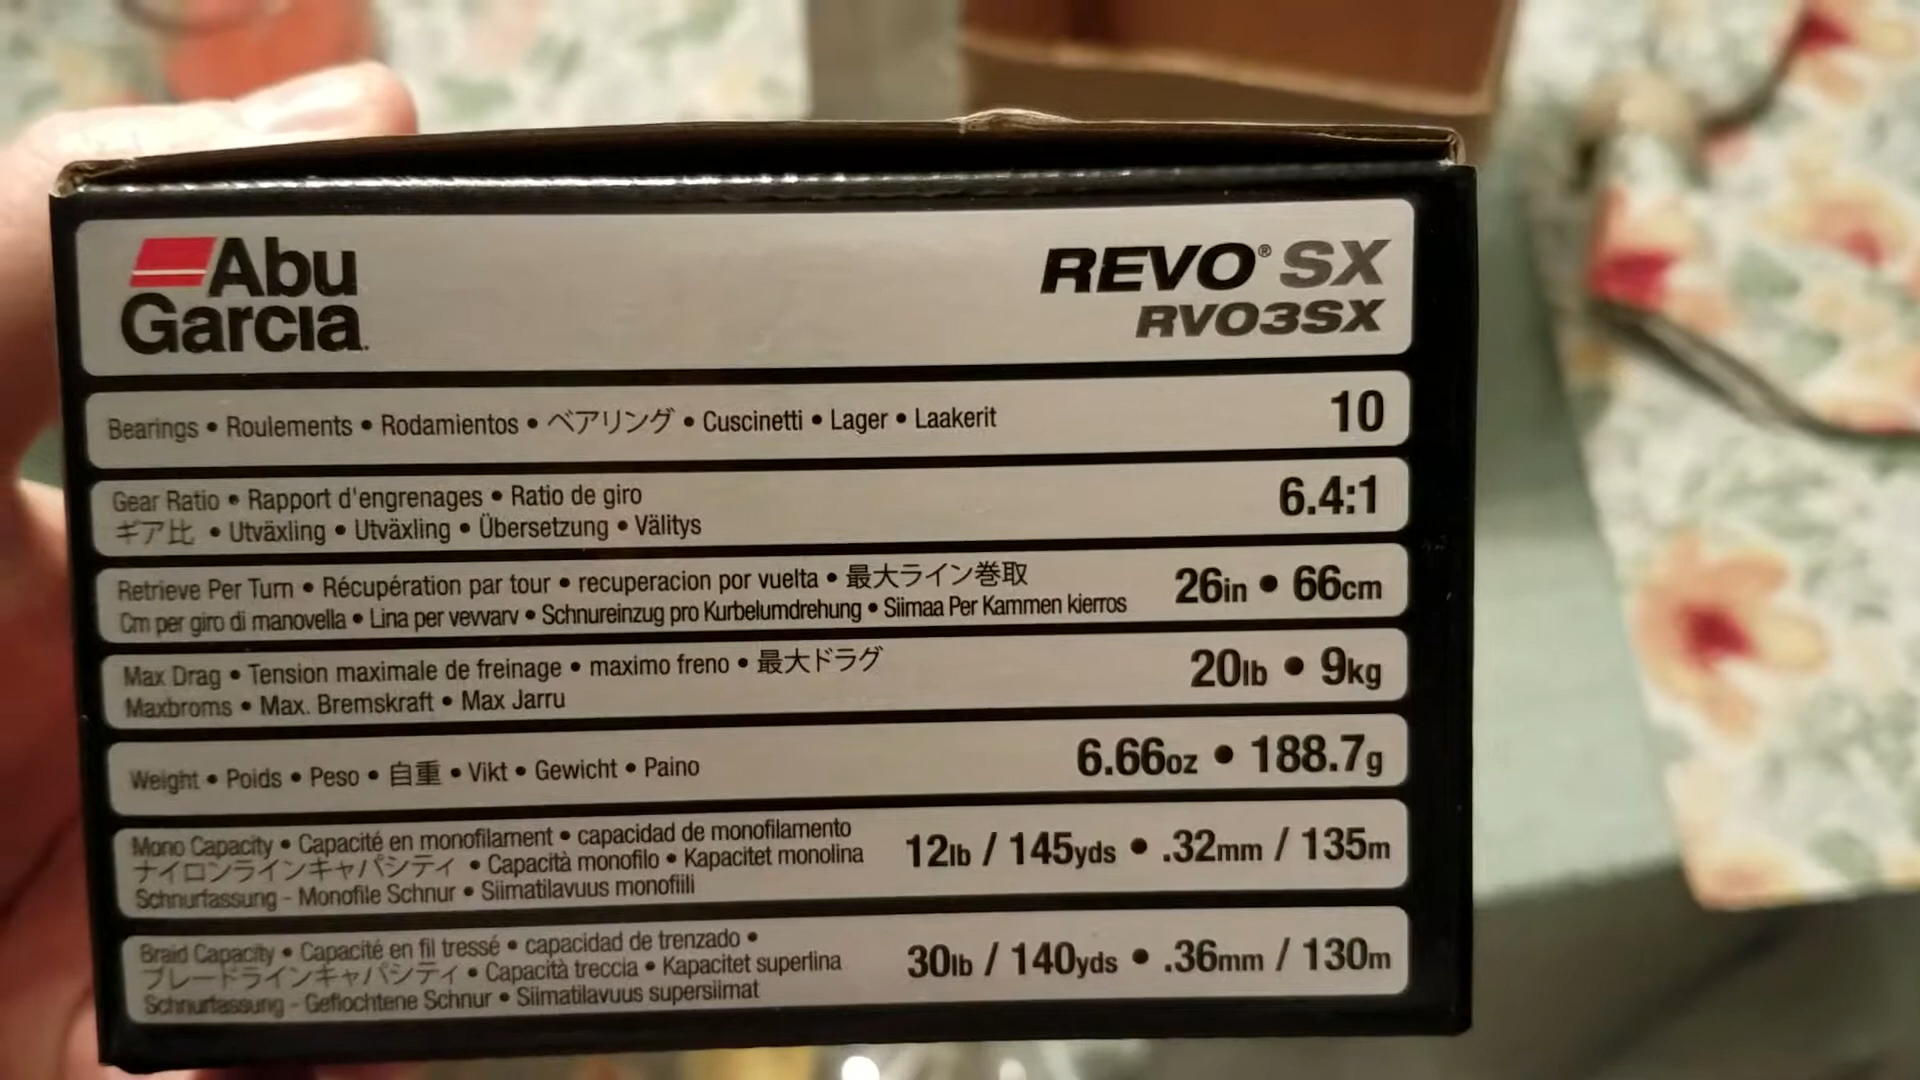 Abu
Garcia
REVO® SX
RVO3SX
Bearings • Roulements • Rodamientos • ベアリング • Cuscinetti • Lager • Laakerit
10
Gear Ratio • Rapport d'engrenages • Ratio de giro
ギア比 • Utväxling • Utväxling • Übersetzung • Välitys
6.4:1
Retrieve Per Turn • Récupération par tour • recuperacion por vuelta • 最大ライン巻取
Cm per giro di manovella • Lina per vevvarv • Schnureinzug pro Kurbelumdrehung • Siimaa Per Kammen kierros
26in • 66cm
Max Drag • Tension maximale de freinage • maximo freno • 最大ドラグ
Maxbroms • Max. Bremskraft • Max Jarru
20lb • 9kg
Weight • Poids • Peso • 自重 • Vikt • Gewicht • Paino
6.66oz • 188.7g
Mono Capacity • Capacité en monofilament • capacidad de monofilamento
ナイロンラインキャパシティ • Capacità monofilo • Kapacitet monolina
Schnurfassung - Monofile Schnur • Siimatilavuus monofiili
12lb / 145yds • .32mm / 135m
Braid Capacity • Capacité en fil tressé • capacidad de trenzado •
ブレードラインキャパシティ • Capacità treccia • Kapacitet superlina
Schnurfassung - Geflochtene Schnur • Siimatilavuus supersiimat
30lb / 140yds • .36mm / 130m